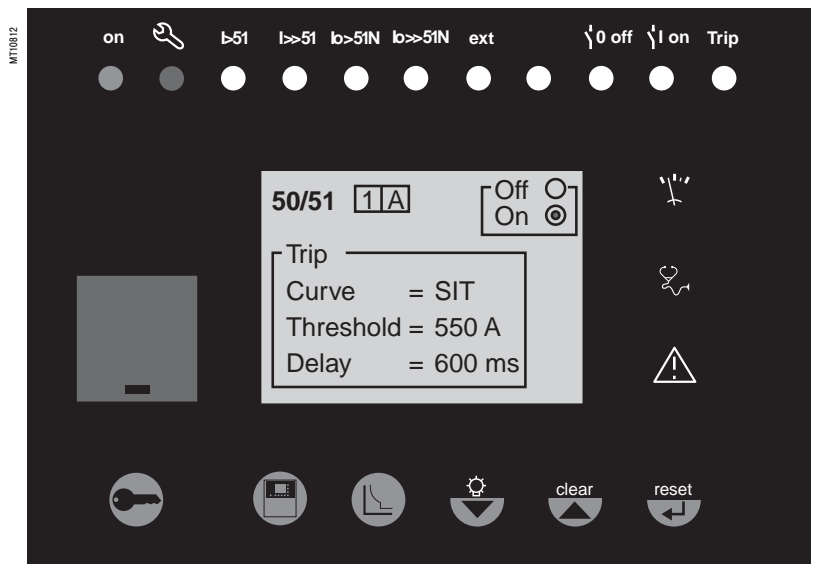 MT10812
on I>51 I>>51 Io>51N Io>>51N ext 0 off I on Trip
50/51 1 A Off
On
Trip
Curve = SIT
Threshold = 550 A
Delay = 600 ms
clear reset